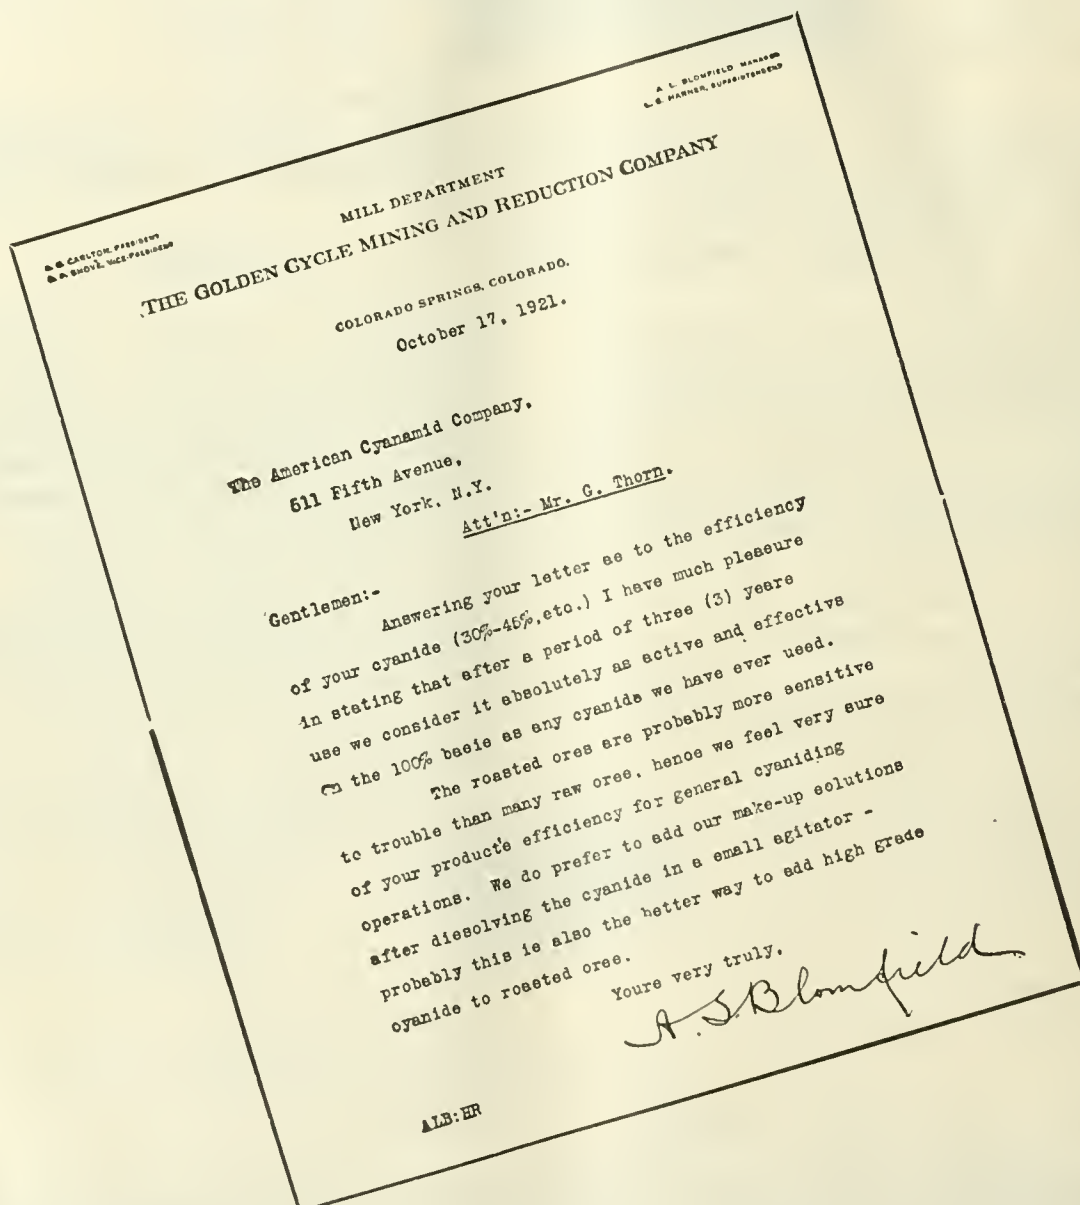 A. L. BLOMFIELD MANAGER
L. S. HARNER, SUPERINTENDENT
A. E. CARLTON, PRESIDENT
E. P. SHOVE, VICE-PRESIDENT
MILL DEPARTMENT
THE GOLDEN CYCLE MINING AND REDUCTION COMPANY
COLORADO SPRINGS, COLORADO.
October 17, 1921.
The American Cyanamid Company,
511 Fifth Avenue,
New York, N.Y.
Att'n:- Mr. G. Thorn.
Gentlemen:-
Answering your letter as to the efficiency
of your cyanide (30%-45%,etc.) I have much pleasure
in stating that after a period of three (3) years
use we consider it absolutely as active and effective
on the 100% basis as any cyanide we have ever used.
The roasted ores are probably more sensitive
to trouble than many raw ores, hence we feel very sure
of your product's efficiency for general cyaniding
operations. We do prefer to add our make-up solutions
after dissolving the cyanide in a small agitator -
probably this is also the better way to add high grade
cyanide to roasted ores.
Yours very truly,
A. L. Blomfield
ALB:HR